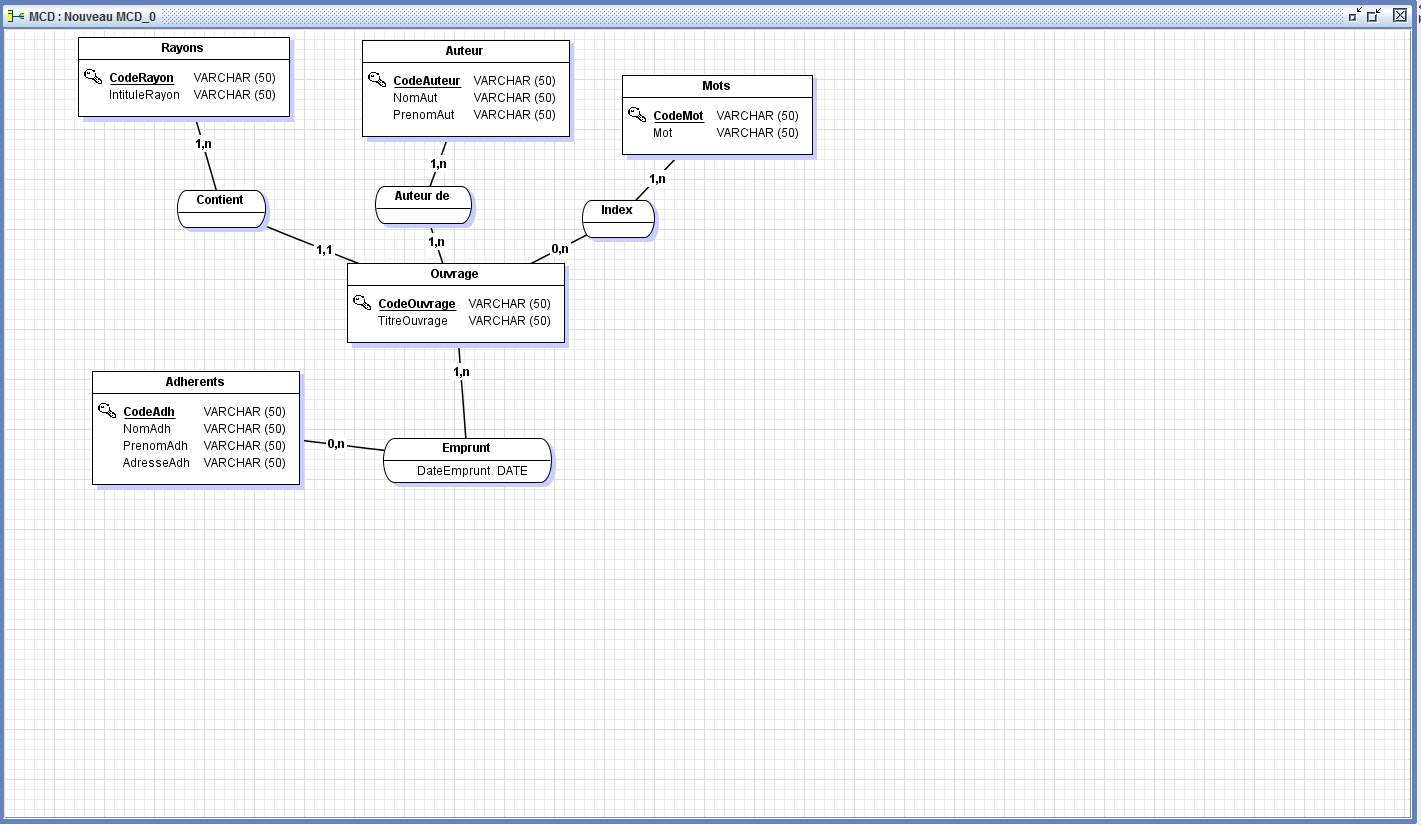 MCD : Nouveau MCD_0
Rayons
CodeRayon VARCHAR (50)
IntituleRayon VARCHAR (50)
Auteur
CodeAuteur VARCHAR (50)
NomAut VARCHAR (50)
PrenomAut VARCHAR (50)
Mots
CodeMot VARCHAR (50)
Mot VARCHAR (50)
1,n
1,n
1,n
Contient
Auteur de
Index
1,1
1,n
0,n
Ouvrage
CodeOuvrage VARCHAR (50)
TitreOuvrage VARCHAR (50)
1,n
Adherents
CodeAdh VARCHAR (50)
NomAdh VARCHAR (50)
PrenomAdh VARCHAR (50)
AdresseAdh VARCHAR (50)
0,n
Emprunt
DateEmprunt DATE